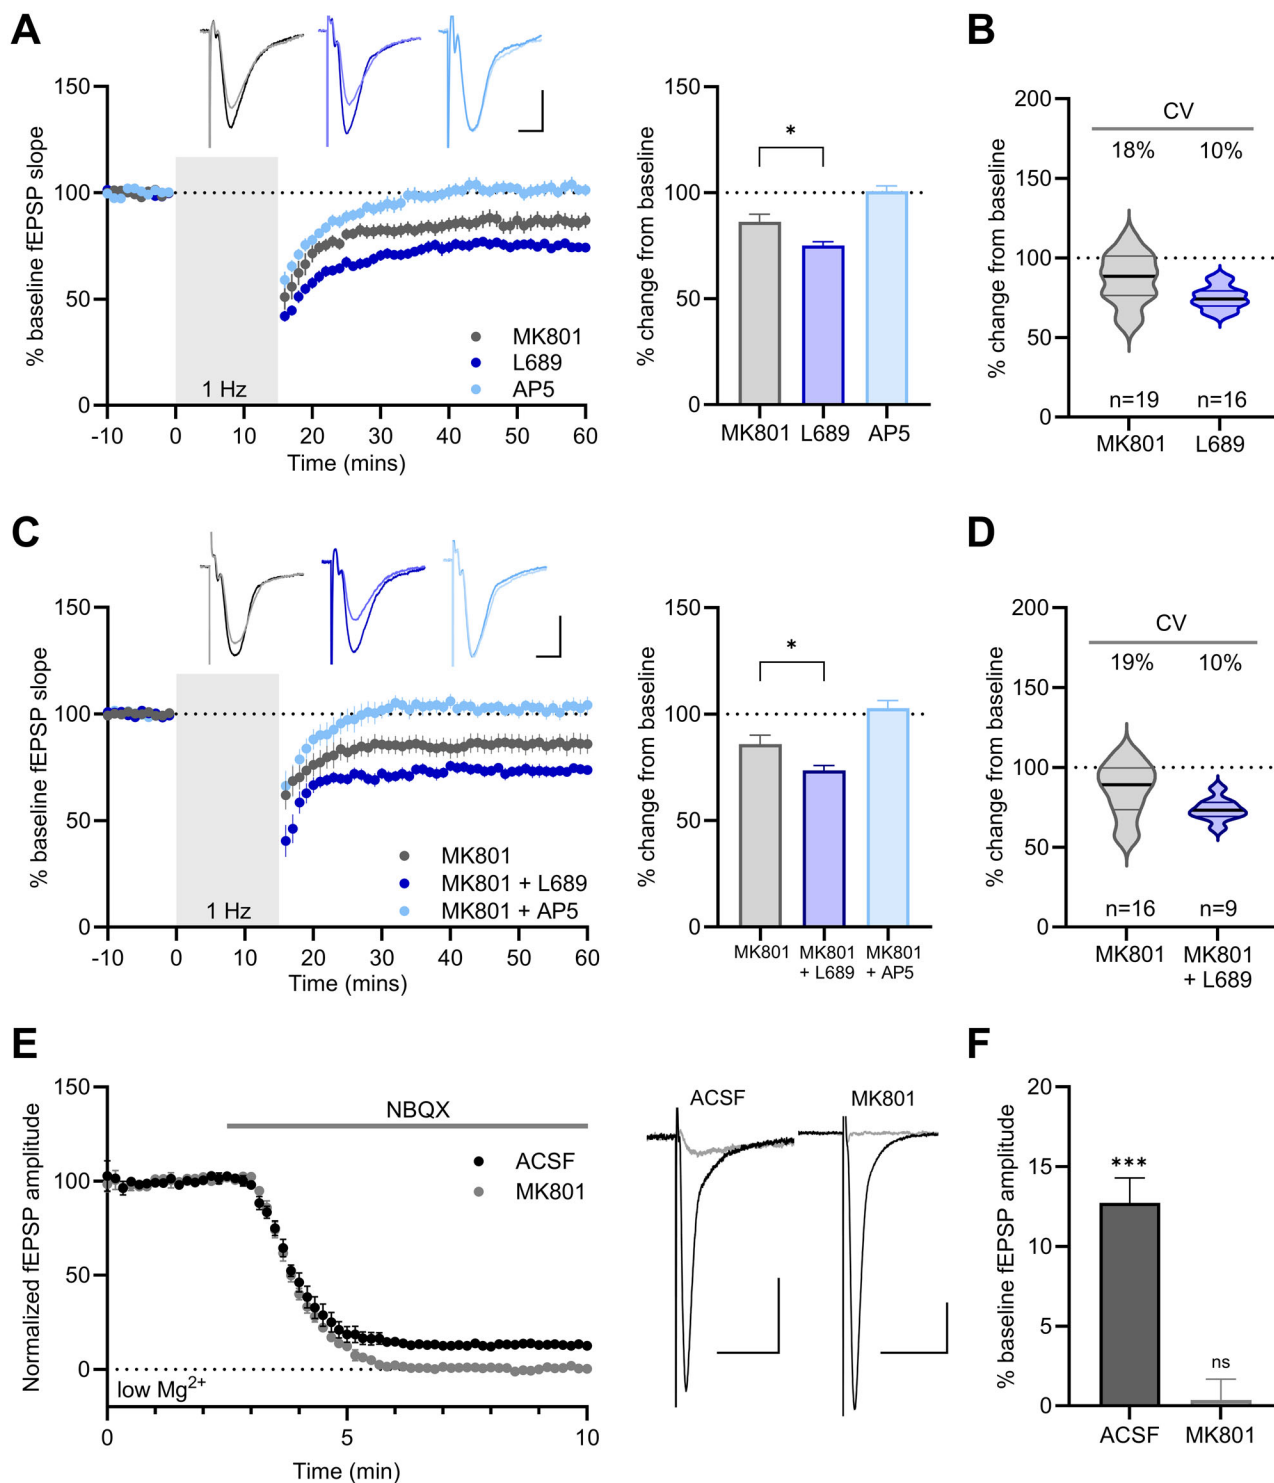 A
150
100
50
0
% baseline fEPSP slope
1 Hz
MK801
L689
AP5
-10 0 10 20 30 40 50 60
Time (mins)
150
100
50
0
% change from baseline
*
MK801 L689 AP5
B
200
150
100
50
0
% change from baseline
CV
18% 10%
n=19 n=16
MK801 L689
C
150
100
50
0
% baseline fEPSP slope
1 Hz
MK801
MK801 + L689
MK801 + AP5
-10 0 10 20 30 40 50 60
Time (mins)
150
100
50
0
% change from baseline
*
MK801 MK801 MK801
+ L689 + AP5
D
200
150
100
50
0
% change from baseline
CV
19% 10%
n=16 n=9
MK801 MK801
+ L689
E
150
100
50
0
Normalized fEPSP amplitude
NBQX
ACSF
MK801
low Mg2+
0 5 10
Time (min)
ACSF MK801
F
20
15
10
5
0
% baseline fEPSP amplitude
***
ns
ACSF MK801